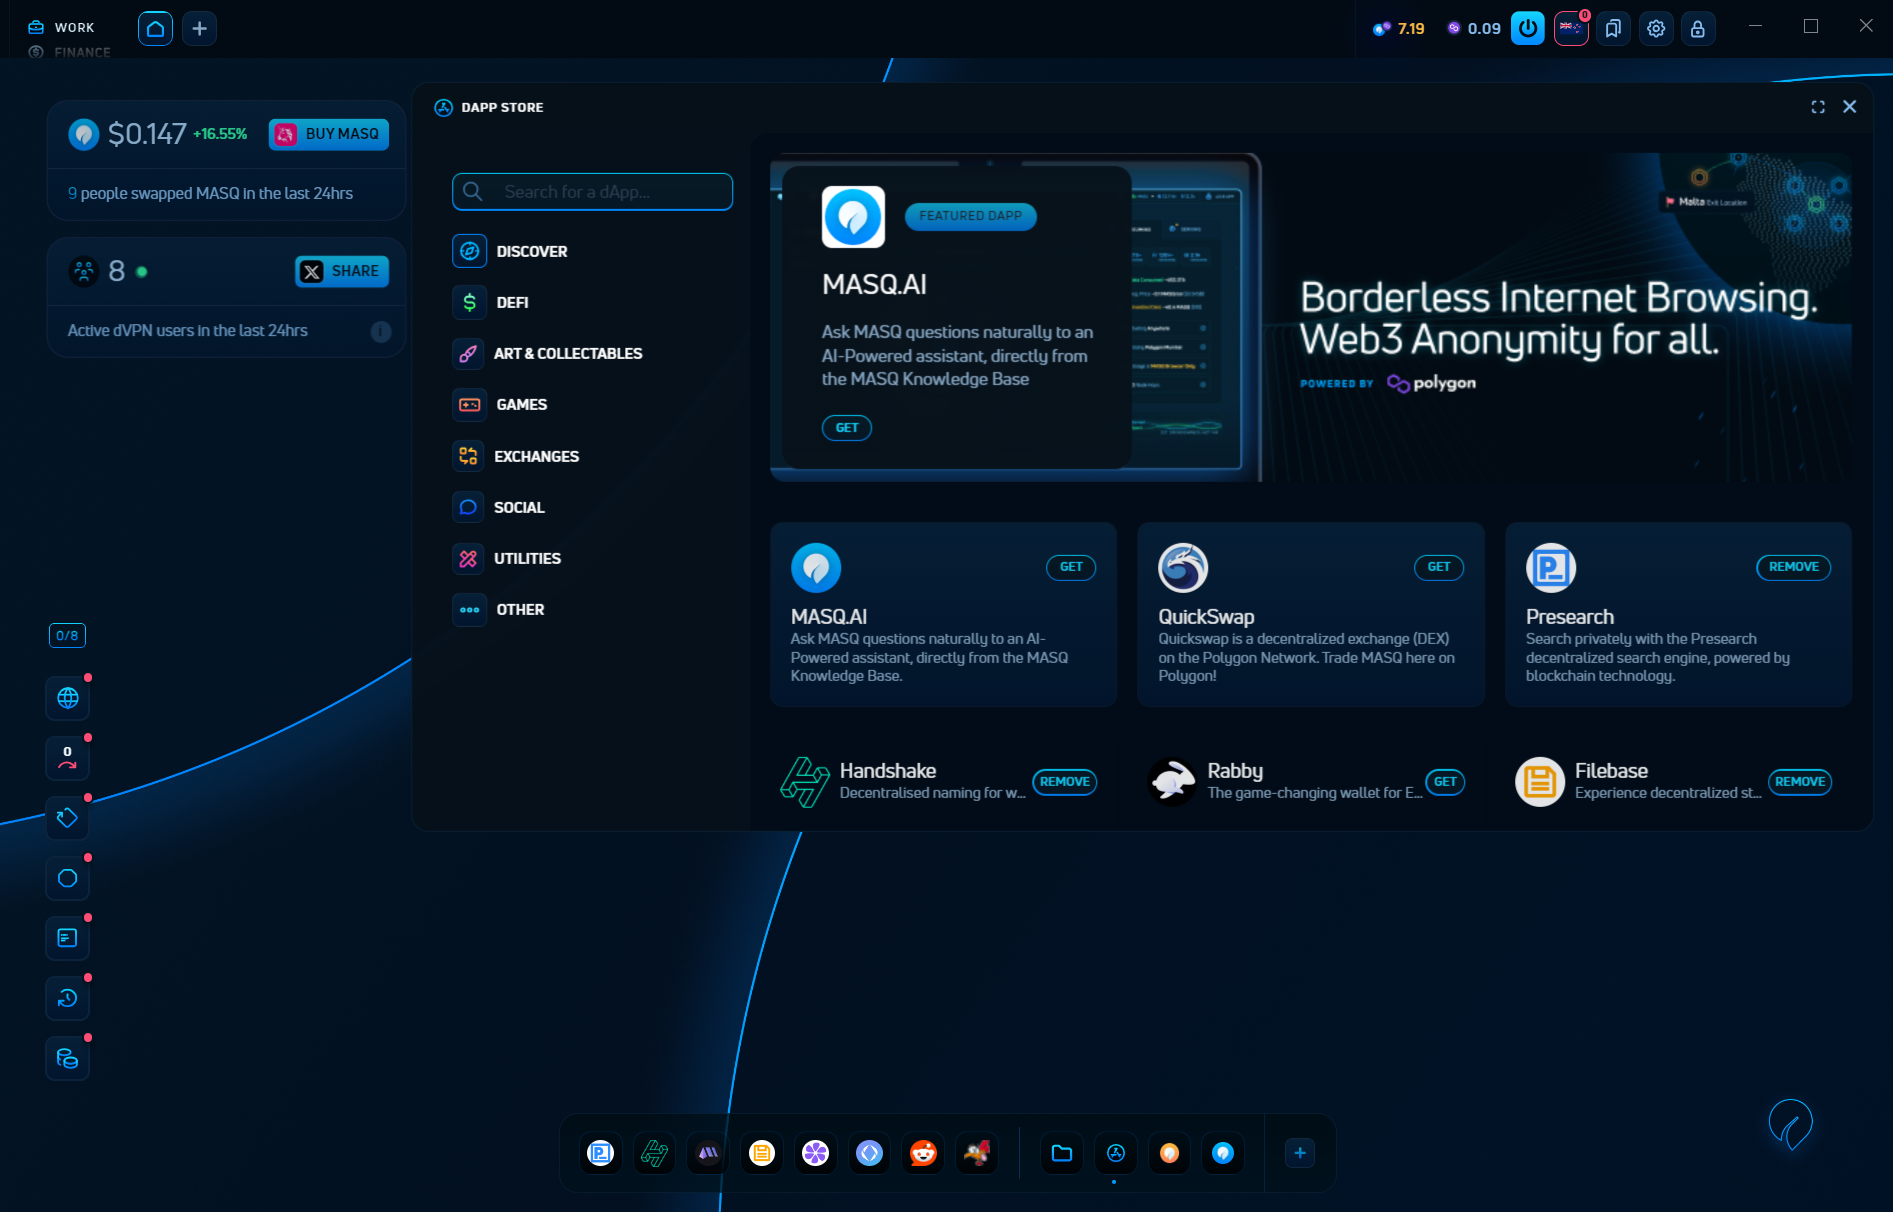 WORK
FINANCE
7.19
0.09
0
$0.147 +16.55%
BUY MASQ
9 people swapped MASQ in the last 24hrs
8
SHARE
Active dVPN users in the last 24hrs
i
0/8
0
DAPP STORE
Search for a dApp...
DISCOVER
DEFI
ART & COLLECTABLES
GAMES
EXCHANGES
SOCIAL
UTILITIES
OTHER
FEATURED DAPP
MASQ.AI
Ask MASQ questions naturally to an
AI-Powered assistant, directly from
the MASQ Knowledge Base
GET
Malta Exit Location
Borderless Internet Browsing.
Web3 Anonymity for all.
POWERED BY polygon
GET
MASQ.AI
Ask MASQ questions naturally to an AI-
Powered assistant, directly from the MASQ
Knowledge Base.
GET
QuickSwap
Quickswap is a decentralized exchange (DEX)
on the Polygon Network. Trade MASQ here on
Polygon!
REMOVE
Presearch
Search privately with the Presearch
decentralized search engine, powered by
blockchain technology.
Handshake
Decentralised naming for w...
REMOVE
Rabby
The game-changing wallet for E...
GET
Filebase
Experience decentralized st...
REMOVE